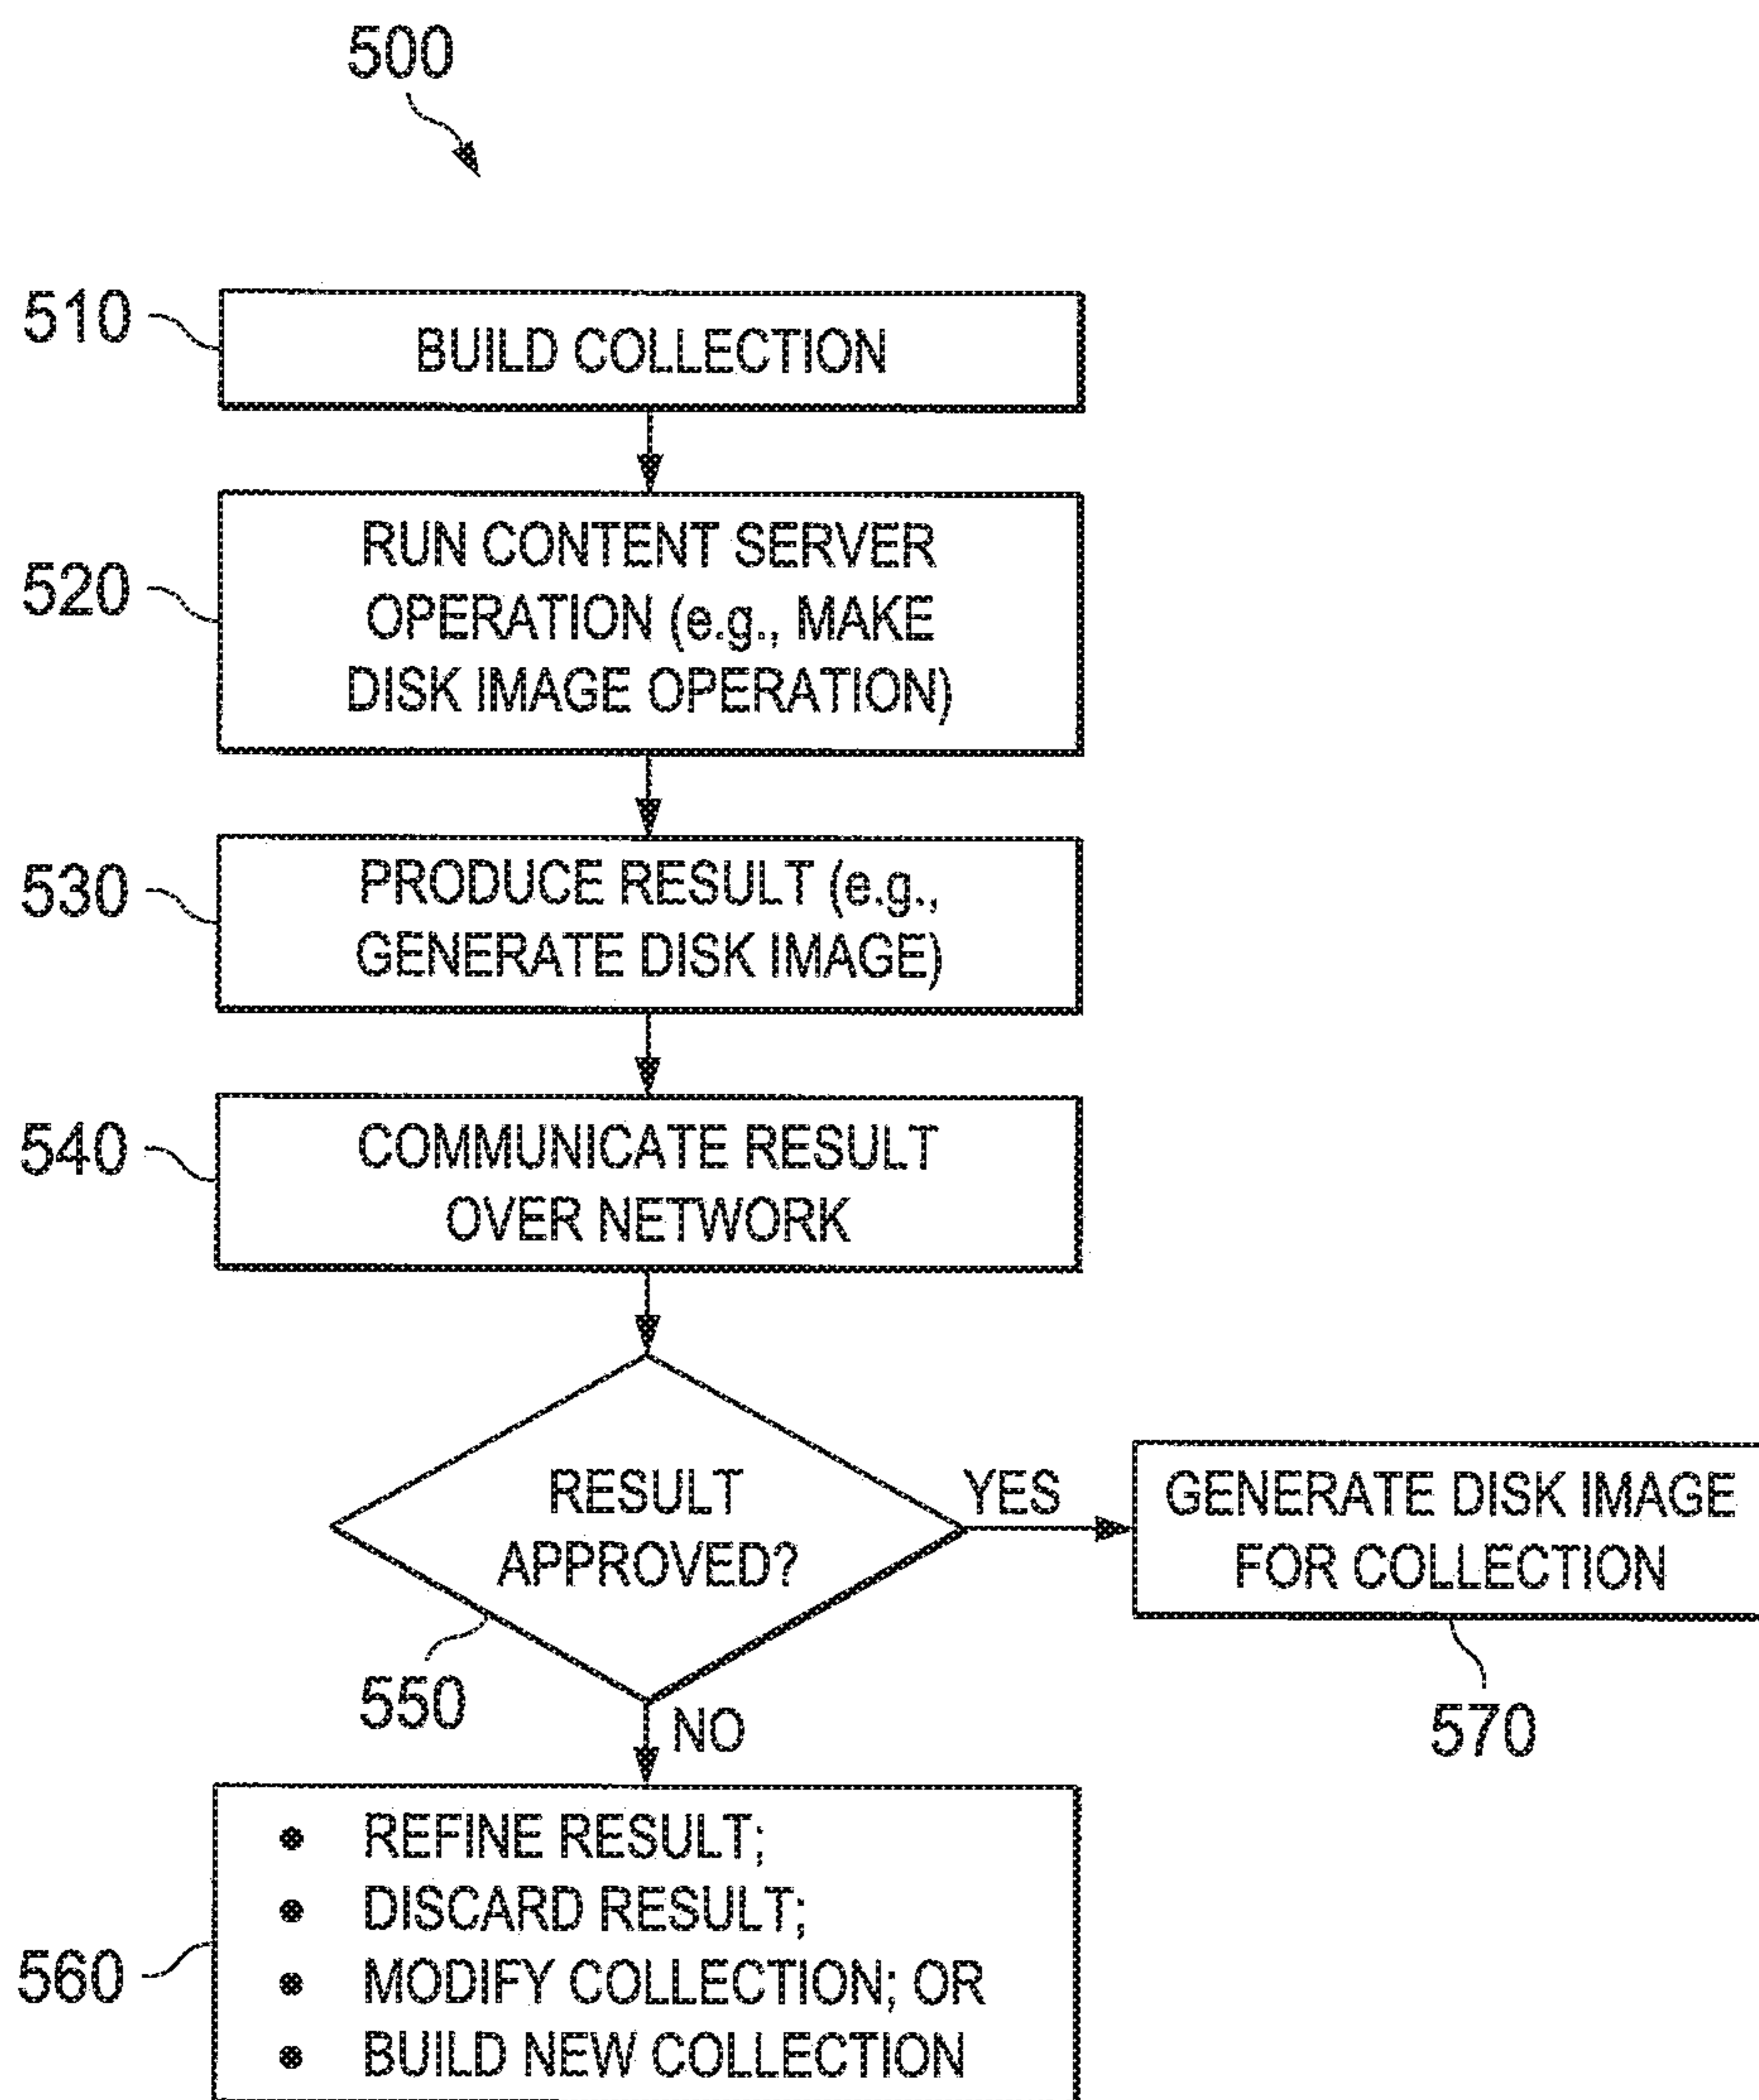 500
510
BUILD COLLECTION
520
RUN CONTENT SERVER
OPERATION (e.g., MAKE
DISK IMAGE OPERATION)
530
PRODUCE RESULT (e.g.,
GENERATE DISK IMAGE)
540
COMMUNICATE RESULT
OVER NETWORK
RESULT
APPROVED?
YES
GENERATE DISK IMAGE
FOR COLLECTION
550
570
NO
560
• REFINE RESULT;
• DISCARD RESULT;
• MODIFY COLLECTION; OR
• BUILD NEW COLLECTION